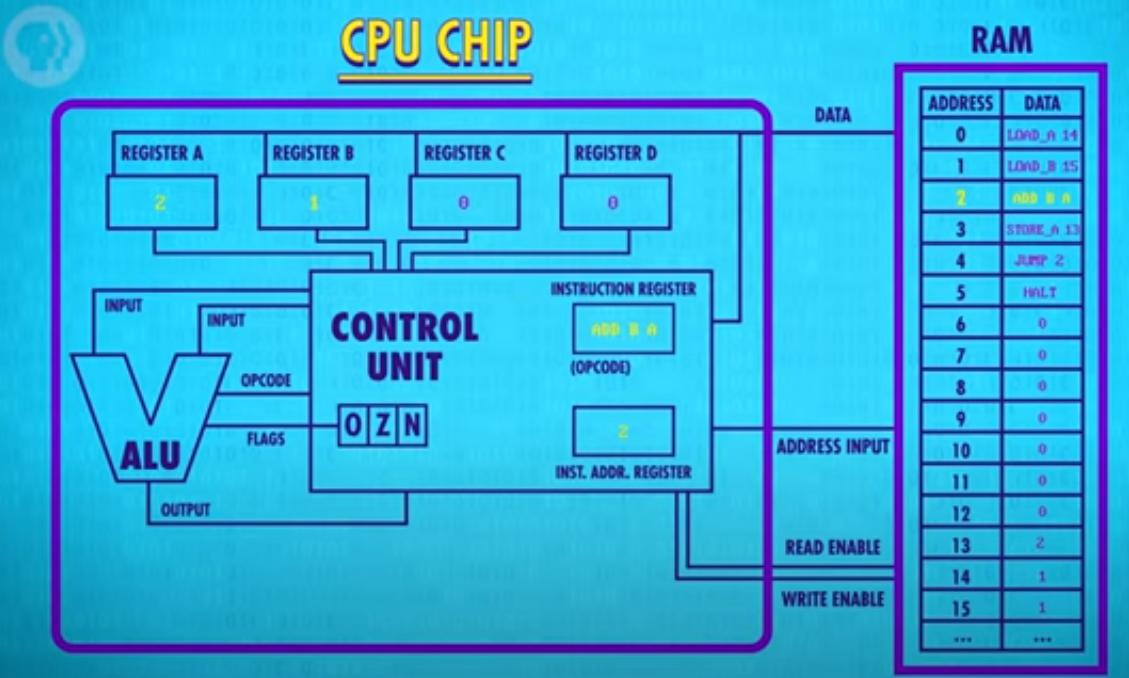 CPU CHIP
RAM
DATA
REGISTER A
REGISTER B
REGISTER C
REGISTER D
2
1
0
0
INPUT
INPUT
CONTROL
UNIT
INSTRUCTION REGISTER
ADD B A
(OPCODE)
OPCODE
OZN
FLAGS
2
INST. ADDR. REGISTER
ALU
OUTPUT
ADDRESS INPUT
READ ENABLE
WRITE ENABLE
ADDRESS DATA
0 LOAD_A 14
1 LOAD_B 15
2 ADD B A
3 STORE_A 13
4 JUMP 2
5 HALT
6 0
7 0
8 0
9 0
10 0
11 0
12 0
13 2
14 1
15 1
... ...